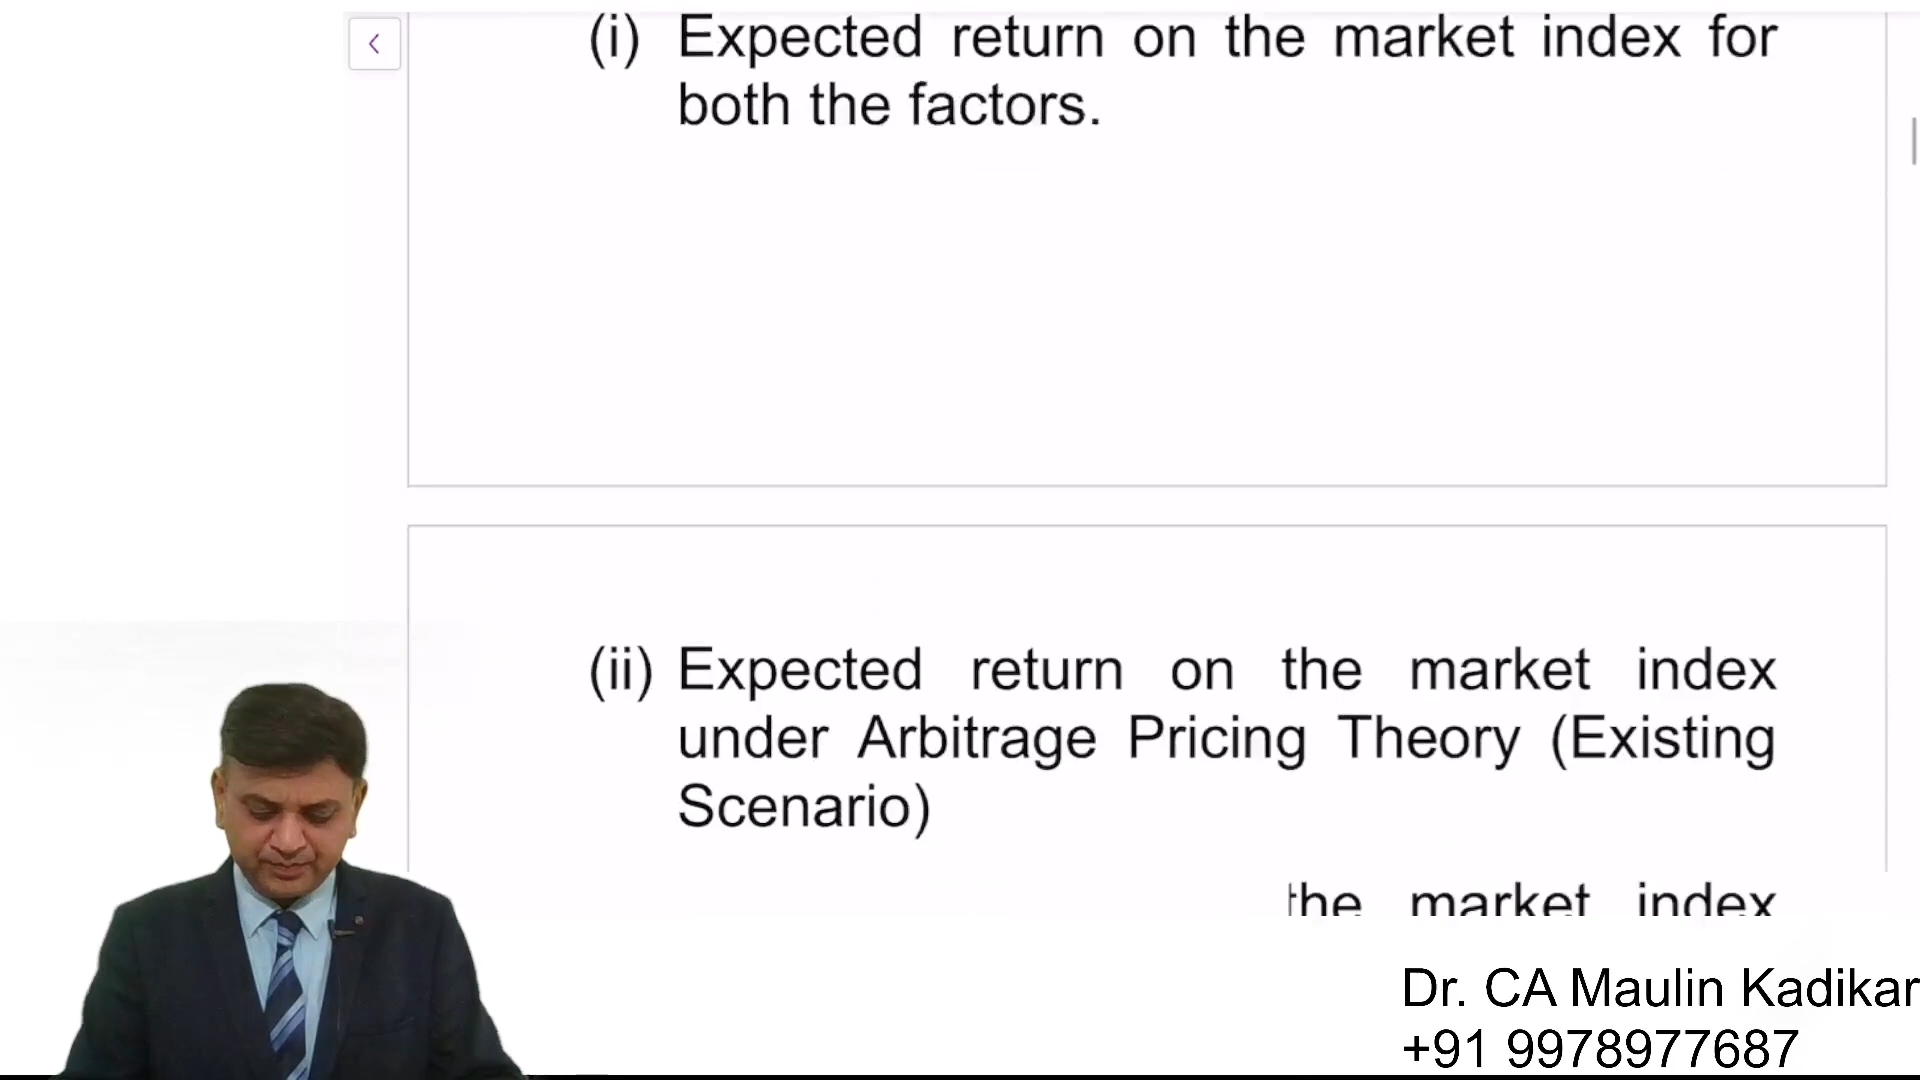 (i) Expected return on the market index for
both the factors.
(ii) Expected return on the market index
under Arbitrage Pricing Theory (Existing
Scenario)
the market index
Dr. CA Maulin Kadikar
+91 9978977687